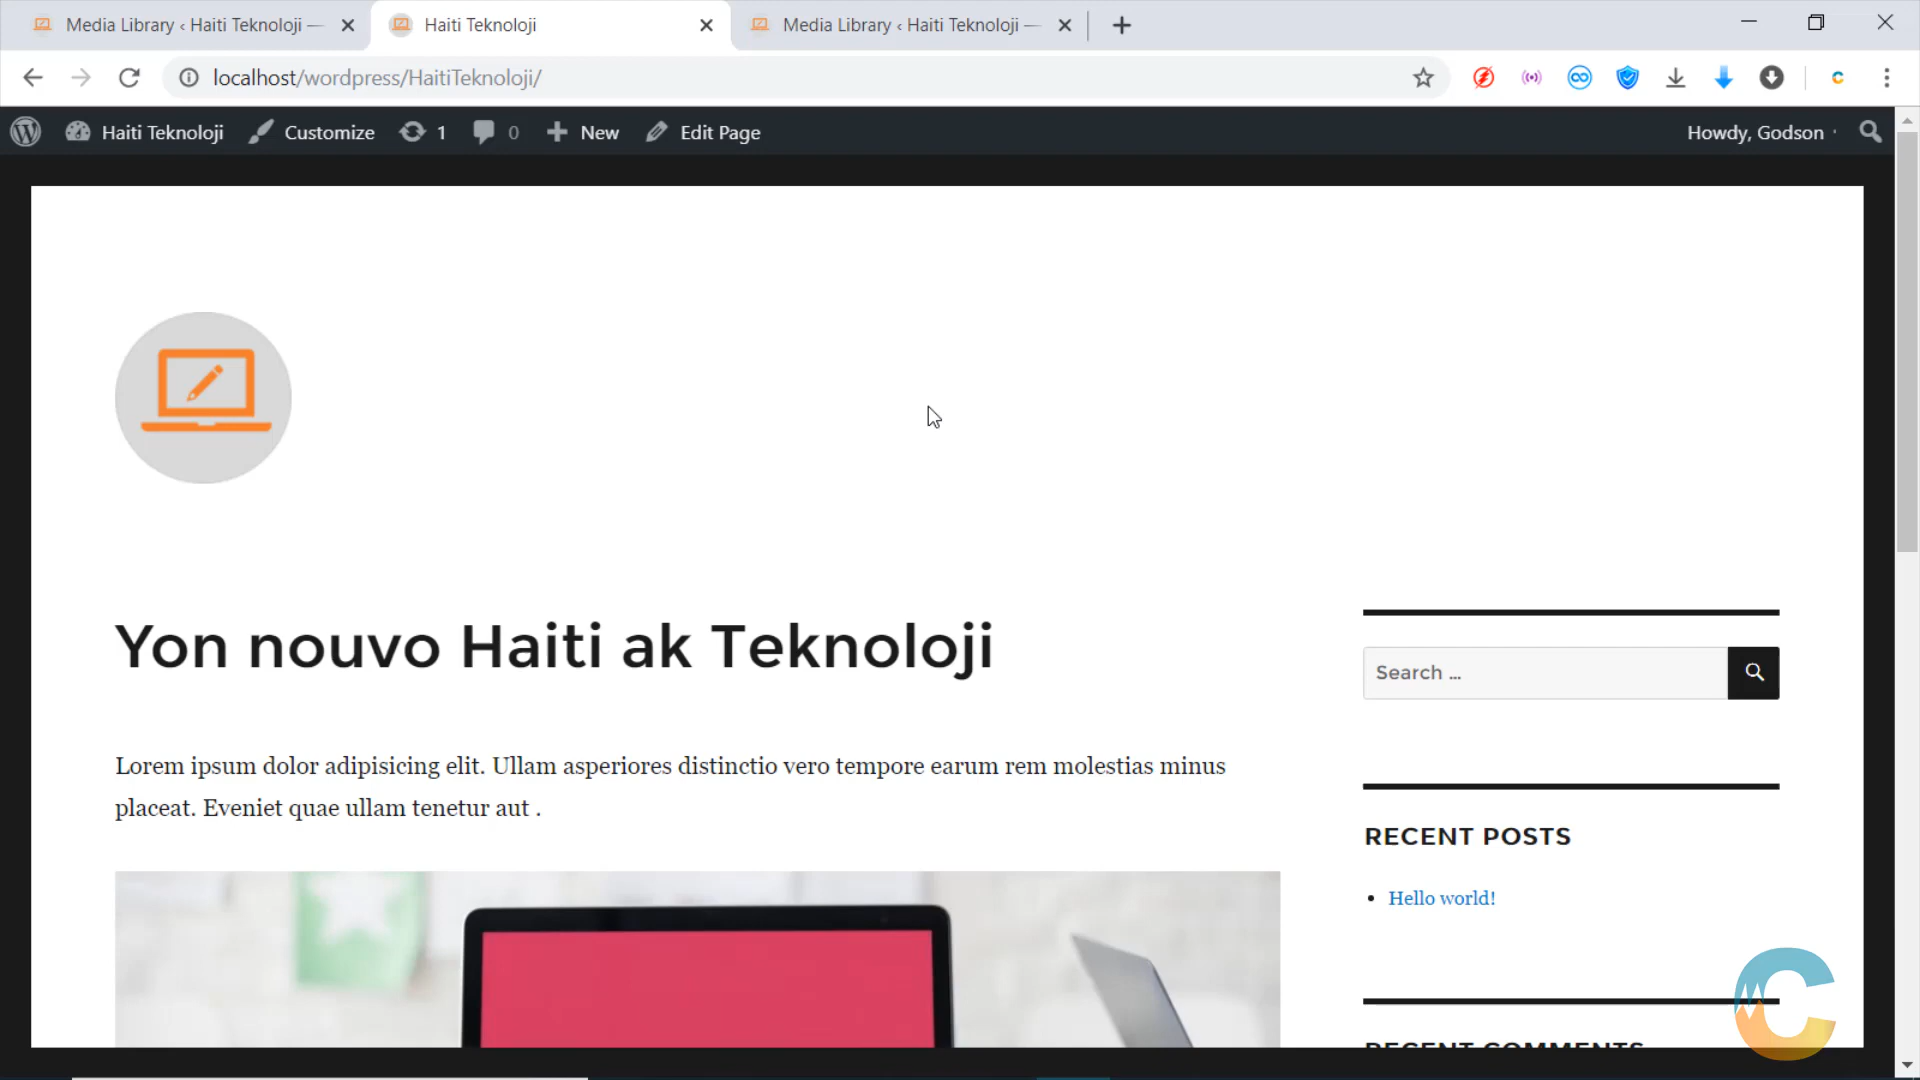 Media Library ‹ Haiti Teknoloji —
Haiti Teknoloji
Media Library ‹ Haiti Teknoloji —
localhost/wordpress/HaitiTeknoloji/
Haiti Teknoloji
Customize
1
0
New
Edit Page
Howdy, Godson
Yon nouvo Haiti ak Teknoloji
Search …
Lorem ipsum dolor adipisicing elit. Ullam asperiores distinctio vero tempore earum rem molestias minus
placeat. Eveniet quae ullam tenetur aut .
RECENT POSTS
Hello world!
RECENT COMMENTS